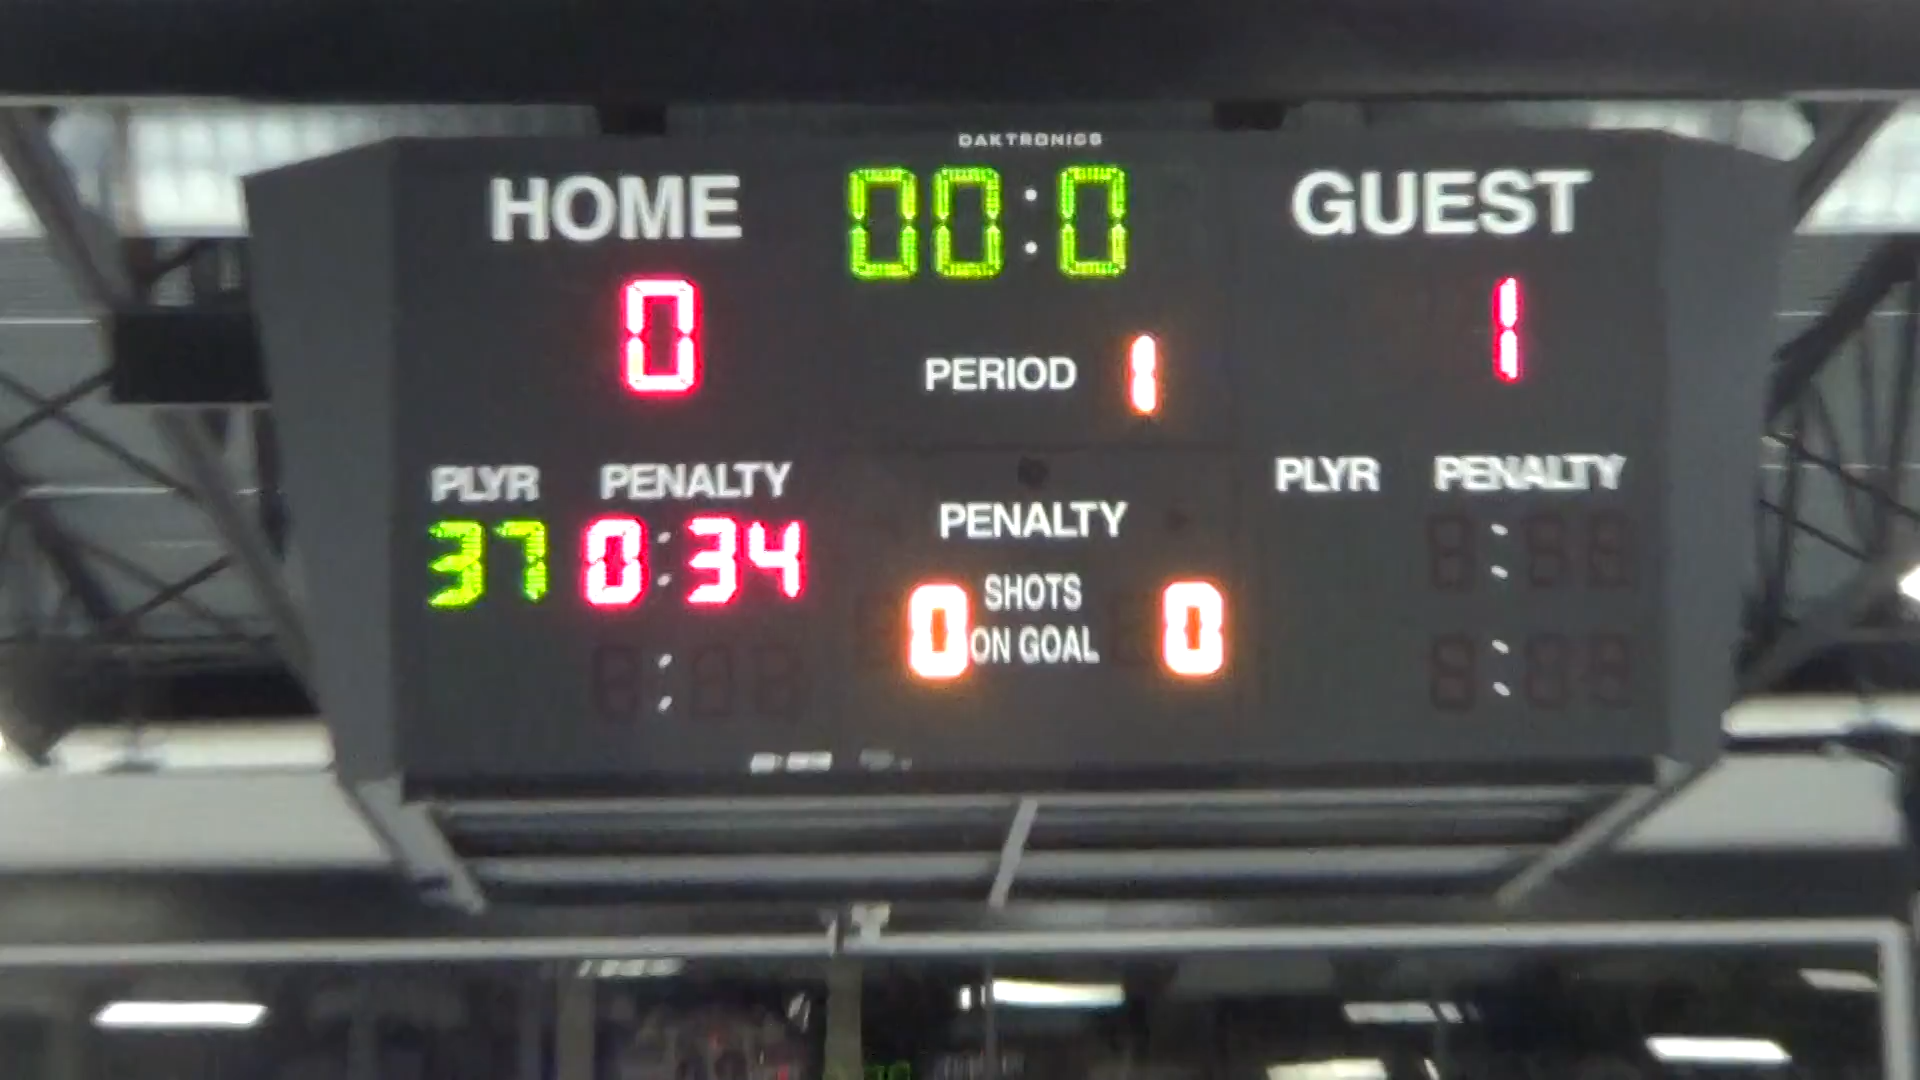 DAKTRONICS
HOME 00:0 GUEST
0 1
PERIOD 1
PLYR PENALTY PLYR PENALTY
37 0:34
PENALTY
0 SHOTS ON GOAL 0